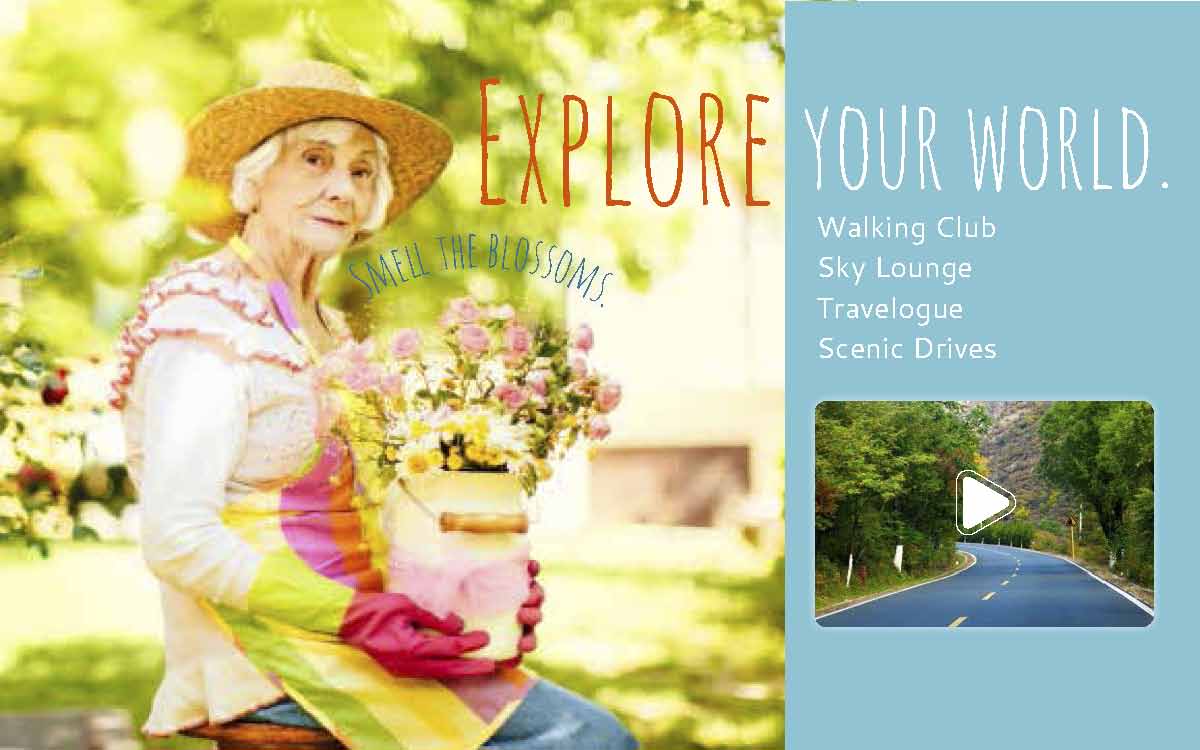 EXPLORE YOUR WORLD.
SMELL THE BLOSSOMS.
Walking Club
Sky Lounge
Travelogue
Scenic Drives